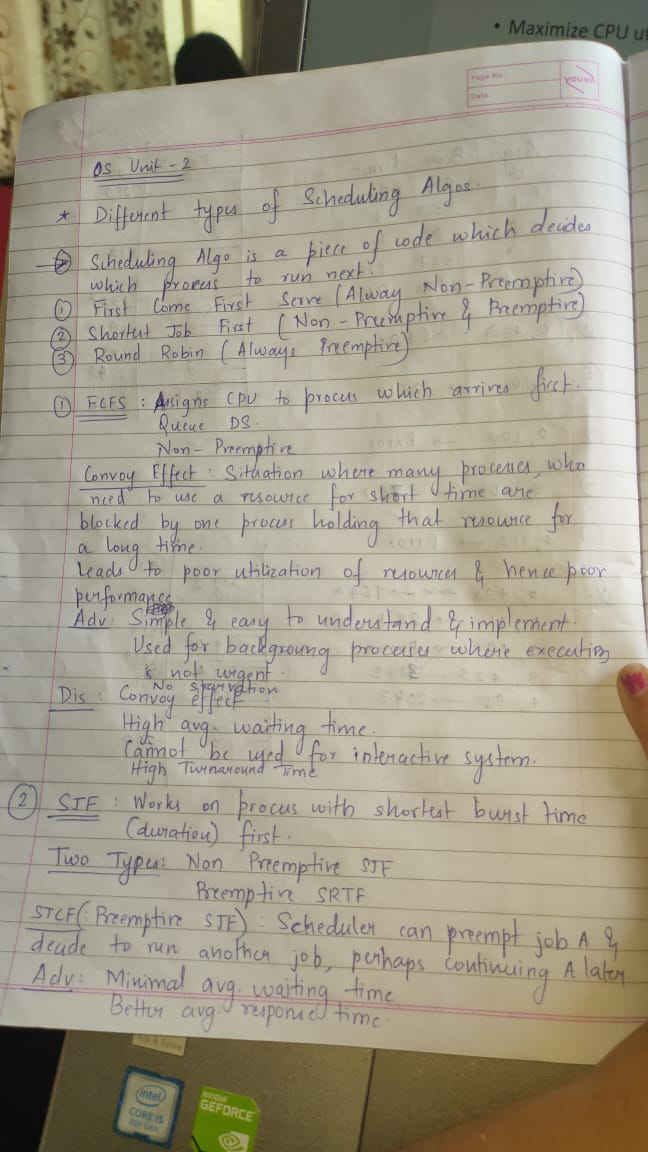 • Maximize CPU ut
Page No.
Date
YOUVA
OS Unit - 2
* Different types of Scheduling Algos.
Scheduling Algo is a piece of code which decides
which process to run next.
① First Come First Serve (Alway Non-Preemptive)
② Shortest Job First (Non-Preemptive & Preemptive)
③ Round Robin (Always Preemptive)
① FCFS : Assigns CPU to process which arrives first.
Queue DS.
Non-Preemptive
Convoy Effect : Situation where many processes, who
need to use a resource for short time are
blocked by one process holding that resource for
a long time.
Leads to poor utilization of resources & hence poor
performance
Adv: Simple & easy to understand & implement.
Used for backgroung processes where execution
is not urgent.
No starvation
Dis : Convoy effect
High avg. waiting time.
Cannot be used for interactive system.
High Turnaround Time
② SJF : Works on process with shortest burst time
(duration) first.
Two Types: Non Preemptive SJF
Preemptive SRTF
STCF (Preemptive SJF) : Scheduler can preempt job A &
decide to run another job, perhaps continuing A later
Adv: Minimal avg. waiting time
Better avg. response time.
Ask & Solve
intel
CORE i5
8th Gen
NVIDIA
GEFORCE